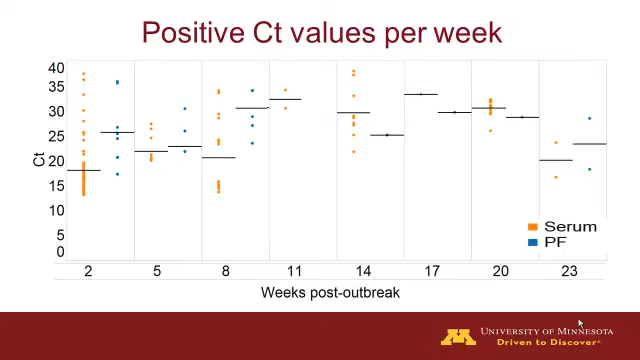 Positive Ct values per week
40
35
30
25
20
15
10
5
0
Ct
2 5 8 11 14 17 20 23
Weeks post-outbreak
Serum
PF
M
UNIVERSITY OF MINNESOTA
Driven to Discover®